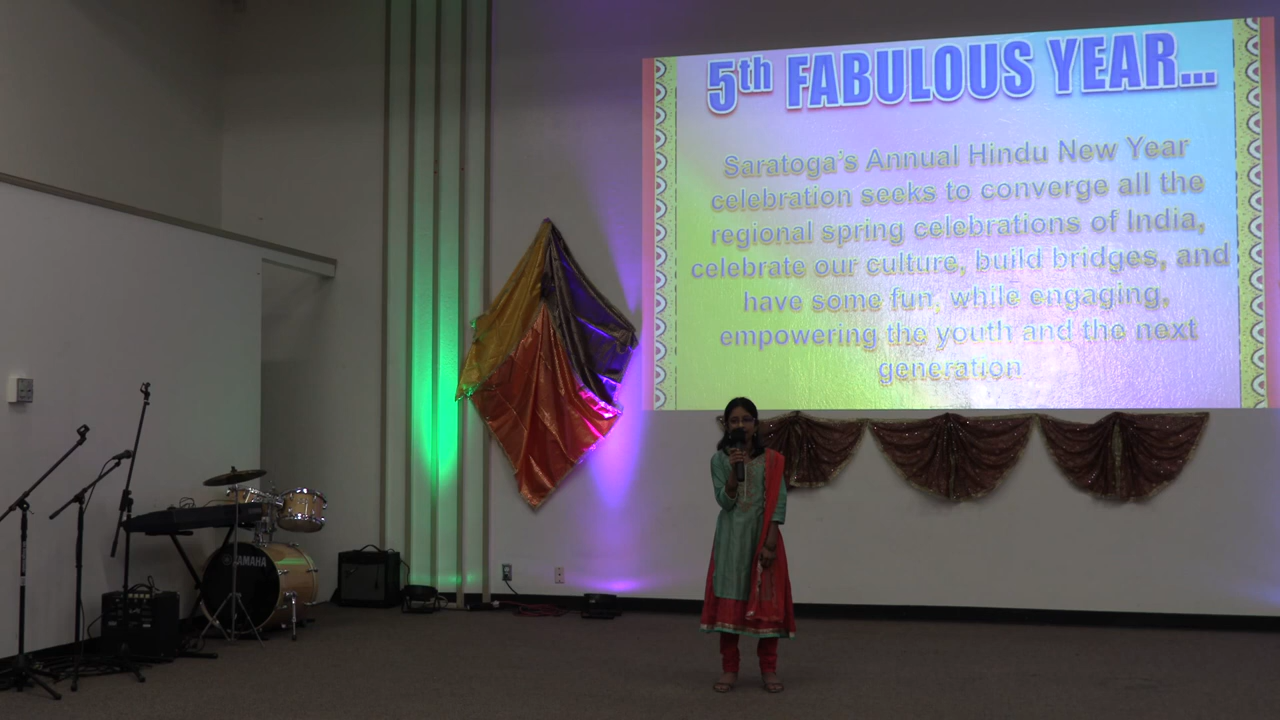 5th FABULOUS YEAR...
Saratoga's Annual Hindu New Year
celebration seeks to converge all the
regional spring celebrations of India,
celebrate our culture, build bridges, and
have some fun, while engaging,
empowering the youth and the next
generation
YAMAHA